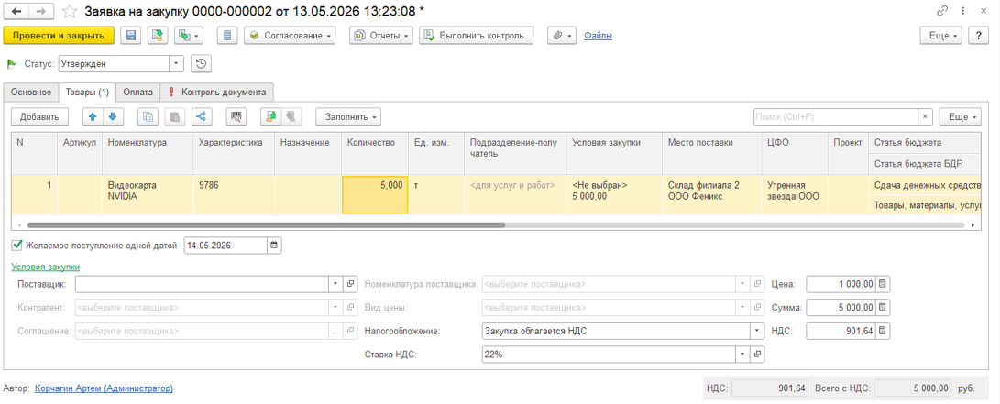 Заявка на закупку 0000-000002 от 13.05.2026 13:23:08 *
Провести и закрыть Согласование Отчеты Выполнить контроль Файлы Еще ?
Статус: Утвержден
Основное Товары (1) Оплата Контроль документа
Добавить Заполнить Поиск (Ctrl+F) × Еще
N Артикул Номенклатура Характеристика Назначение Количество Ед. изм. Подразделение-полу Условия закупки Место поставки ЦФО Проект Статья бюджета
чатель Статья бюджета БДР
1 Видеокарта 9786 5,000 т <для услуг и работ> <Не выбран> Склад филиала 2 Утренняя Сдача денежных средств
NVIDIA 5 000,00 ООО Феникс звезда ООО Товары, материалы, услу
Желаемое поступление одной датой 14.05.2026
Условия закупки
Поставщик: Номенклатура поставщика: <выберите поставщика> Цена: 1 000,00
Контрагент: <выберите поставщика> Вид цены: <выберите поставщика> Сумма: 5 000,00
Соглашение: <выберите поставщика> ... Налогообложение: Закупка облагается НДС НДС: 901,64
Ставка НДС: 22%
Автор: Корчагин Артем (Администратор) НДС: 901,64 Всего с НДС: 5 000,00 руб.